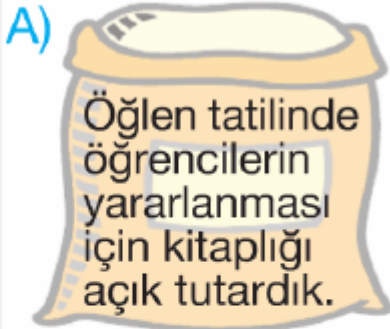 A)
Öğlen tatilinde
öğrencilerin
yararlanması
için kitaplığı
açık tutardık.